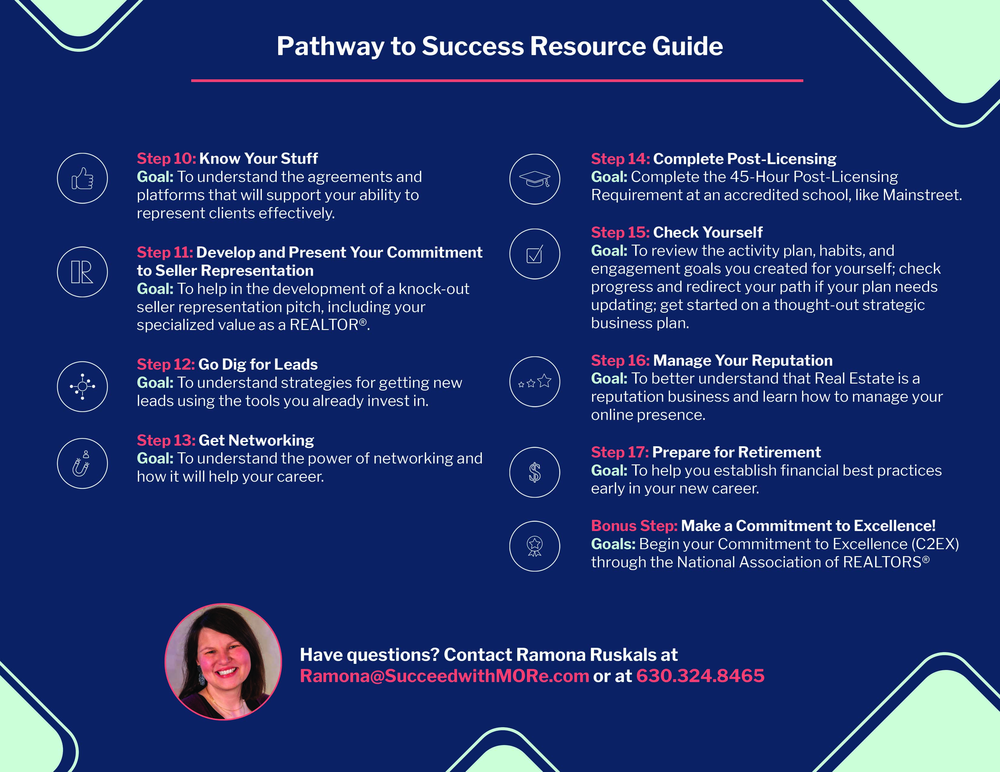 Pathway to Success Resource Guide
Step 10: Know Your Stuff
Goal: To understand the agreements and
platforms that will support your ability to
represent clients effectively.
Step 11: Develop and Present Your Commitment
to Seller Representation
Goal: To help in the development of a knock-out
seller representation pitch, including your
specialized value as a REALTOR®.
Step 12: Go Dig for Leads
Goal: To understand strategies for getting new
leads using the tools you already invest in.
Step 13: Get Networking
Goal: To understand the power of networking and
how it will help your career.
Step 14: Complete Post-Licensing
Goal: Complete the 45-Hour Post-Licensing
Requirement at an accredited school, like Mainstreet.
Step 15: Check Yourself
Goal: To review the activity plan, habits, and
engagement goals you created for yourself; check
progress and redirect your path if your plan needs
updating; get started on a thought-out strategic
business plan.
Step 16: Manage Your Reputation
Goal: To better understand that Real Estate is a
reputation business and learn how to manage your
online presence.
Step 17: Prepare for Retirement
Goal: To help you establish financial best practices
early in your new career.
Bonus Step: Make a Commitment to Excellence!
Goals: Begin your Commitment to Excellence (C2EX)
through the National Association of REALTORS®
Have questions? Contact Ramona Ruskals at
Ramona@SucceedwithMORe.com or at 630.324.8465